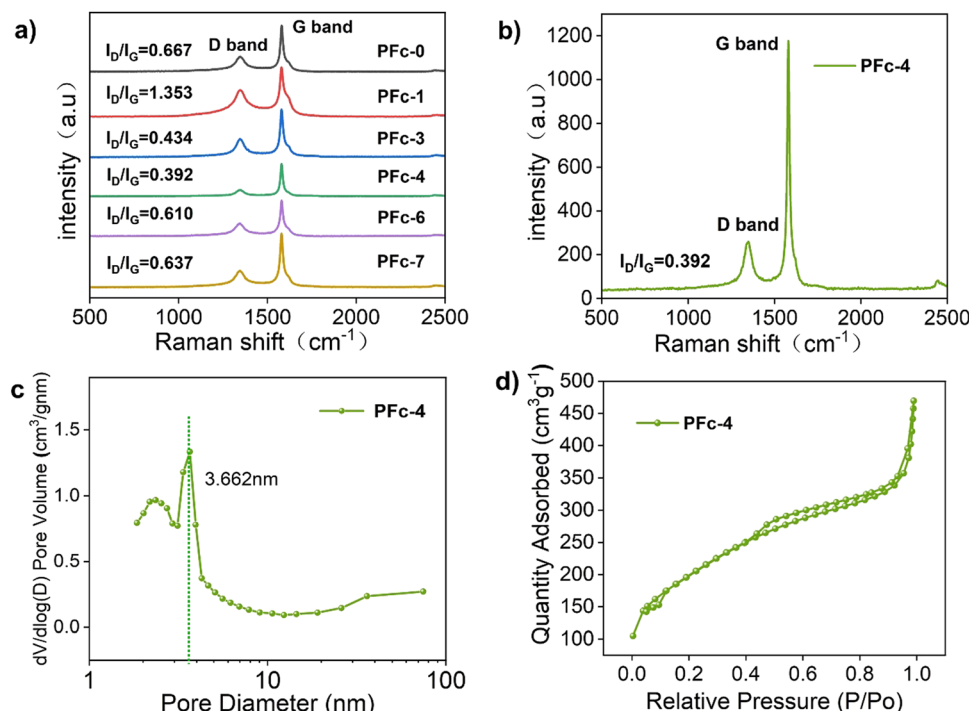 a)
I_D/I_G=0.667
D band
G band
PFc-0
I_D/I_G=1.353
PFc-1
I_D/I_G=0.434
PFc-3
I_D/I_G=0.392
PFc-4
I_D/I_G=0.610
PFc-6
I_D/I_G=0.637
PFc-7
intensity（a.u）
500 1000 1500 2000 2500
Raman shift（cm⁻¹）
b)
1200
1000
800
600
400
200
0
G band
PFc-4
D band
I_D/I_G=0.392
intensity（a.u）
500 1000 1500 2000 2500
Raman shift（cm⁻¹）
c
1.5
1.0
0.5
0.0
PFc-4
3.662nm
dV/dlog(D) Pore Volume (cm³/gnm)
1 10 100
Pore Diameter (nm)
d)
500
450
400
350
300
250
200
150
100
PFc-4
Quantity Adsorbed (cm³g⁻¹)
0.0 0.2 0.4 0.6 0.8 1.0
Relative Pressure (P/Po)